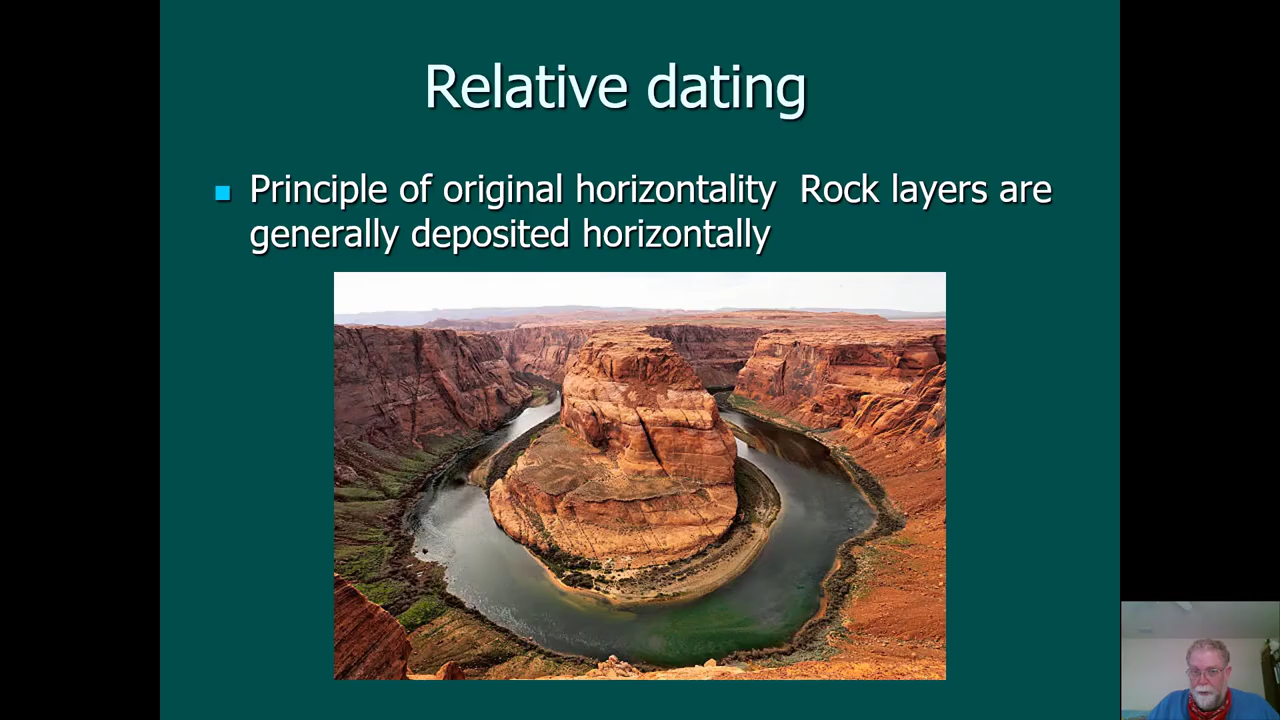 Relative dating
Principle of original horizontality  Rock layers are
generally deposited horizontally